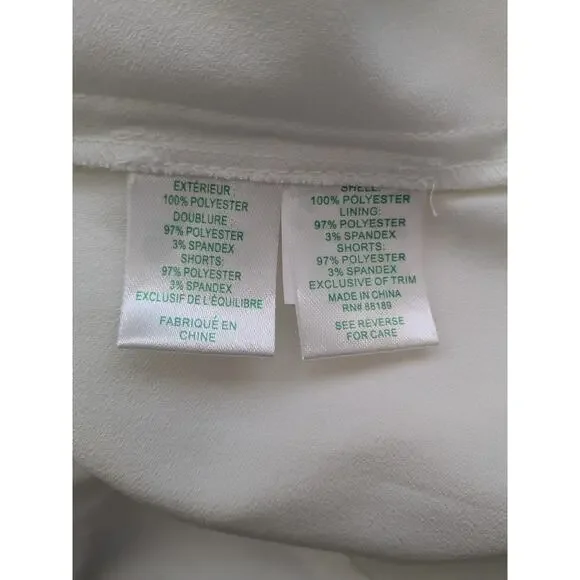 EXTÉRIEUR:
100% POLYESTER
DOUBLURE:
97% POLYESTER
3% SPANDEX
SHORTS:
97% POLYESTER
3% SPANDEX
EXCLUSIF DE L'ÉQUILIBRE
FABRIQUÉ EN
CHINE
SHELL:
100% POLYESTER
LINING:
97% POLYESTER
3% SPANDEX
SHORTS:
97% POLYESTER
3% SPANDEX
EXCLUSIVE OF TRIM
MADE IN CHINA
RN# 88189
SEE REVERSE
FOR CARE